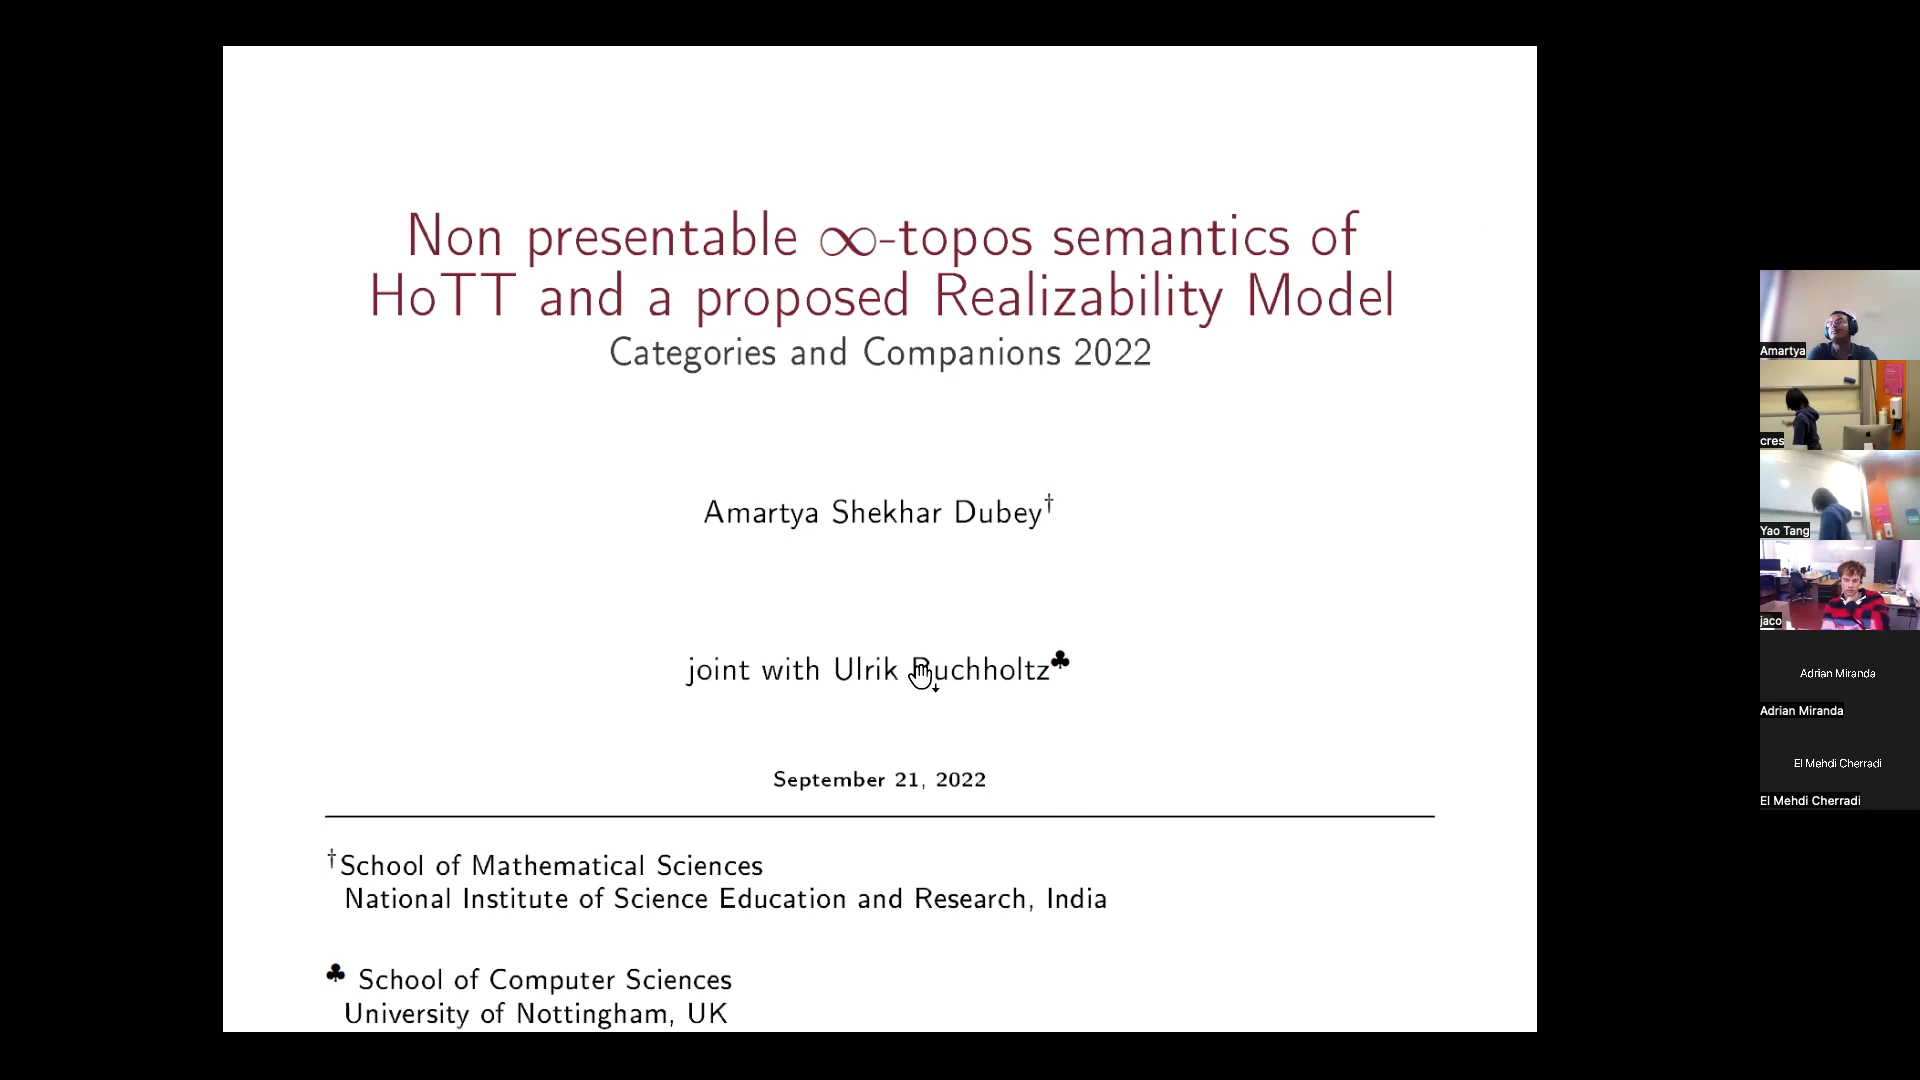 Non presentable ∞-topos semantics of
HoTT and a proposed Realizability Model
Categories and Companions 2022
Amartya Shekhar Dubey†
joint with Ulrik Buchholtz♣
September 21, 2022
†School of Mathematical Sciences
National Institute of Science Education and Research, India
♣ School of Computer Sciences
University of Nottingham, UK
Amartya
cres
Yao Tang
jaco
Adrian Miranda
Adrian Miranda
El Mehdi Cherradi
El Mehdi Cherradi